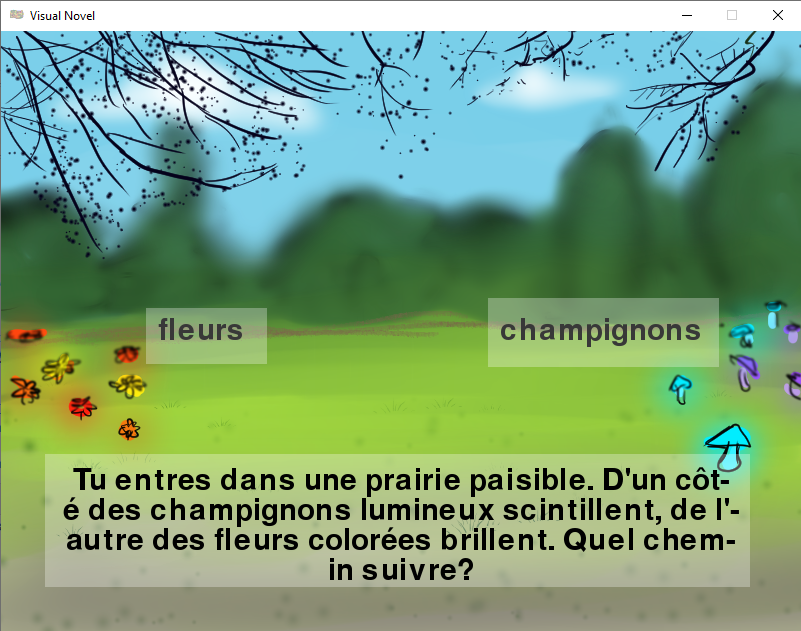 Visual Novel
fleurs
champignons
Tu entres dans une prairie paisible. D'un côt-
é des champignons lumineux scintillent, de l'-
autre des fleurs colorées brillent. Quel chem-
in suivre?